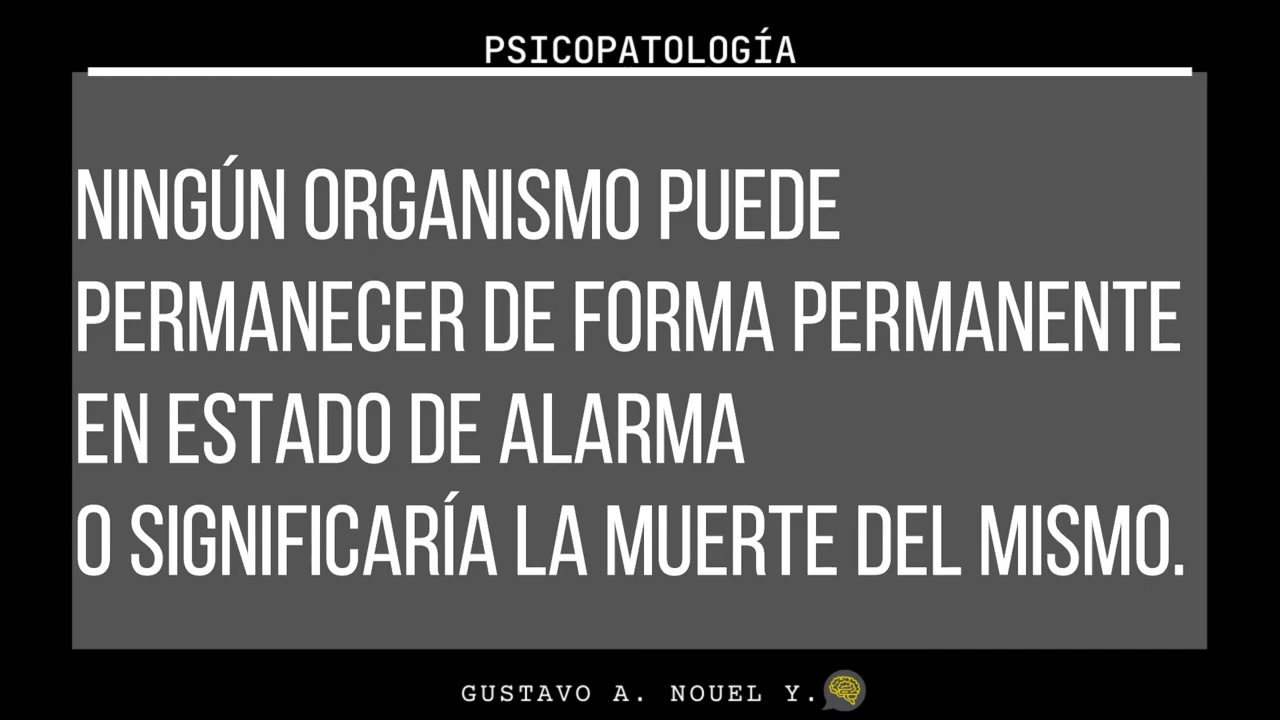 PSICOPATOLOGÍA
NINGÚN ORGANISMO PUEDE
PERMANECER DE FORMA PERMANENTE
EN ESTADO DE ALARMA
O SIGNIFICARÍA LA MUERTE DEL MISMO.
GUSTAVO A. NOUEL Y.